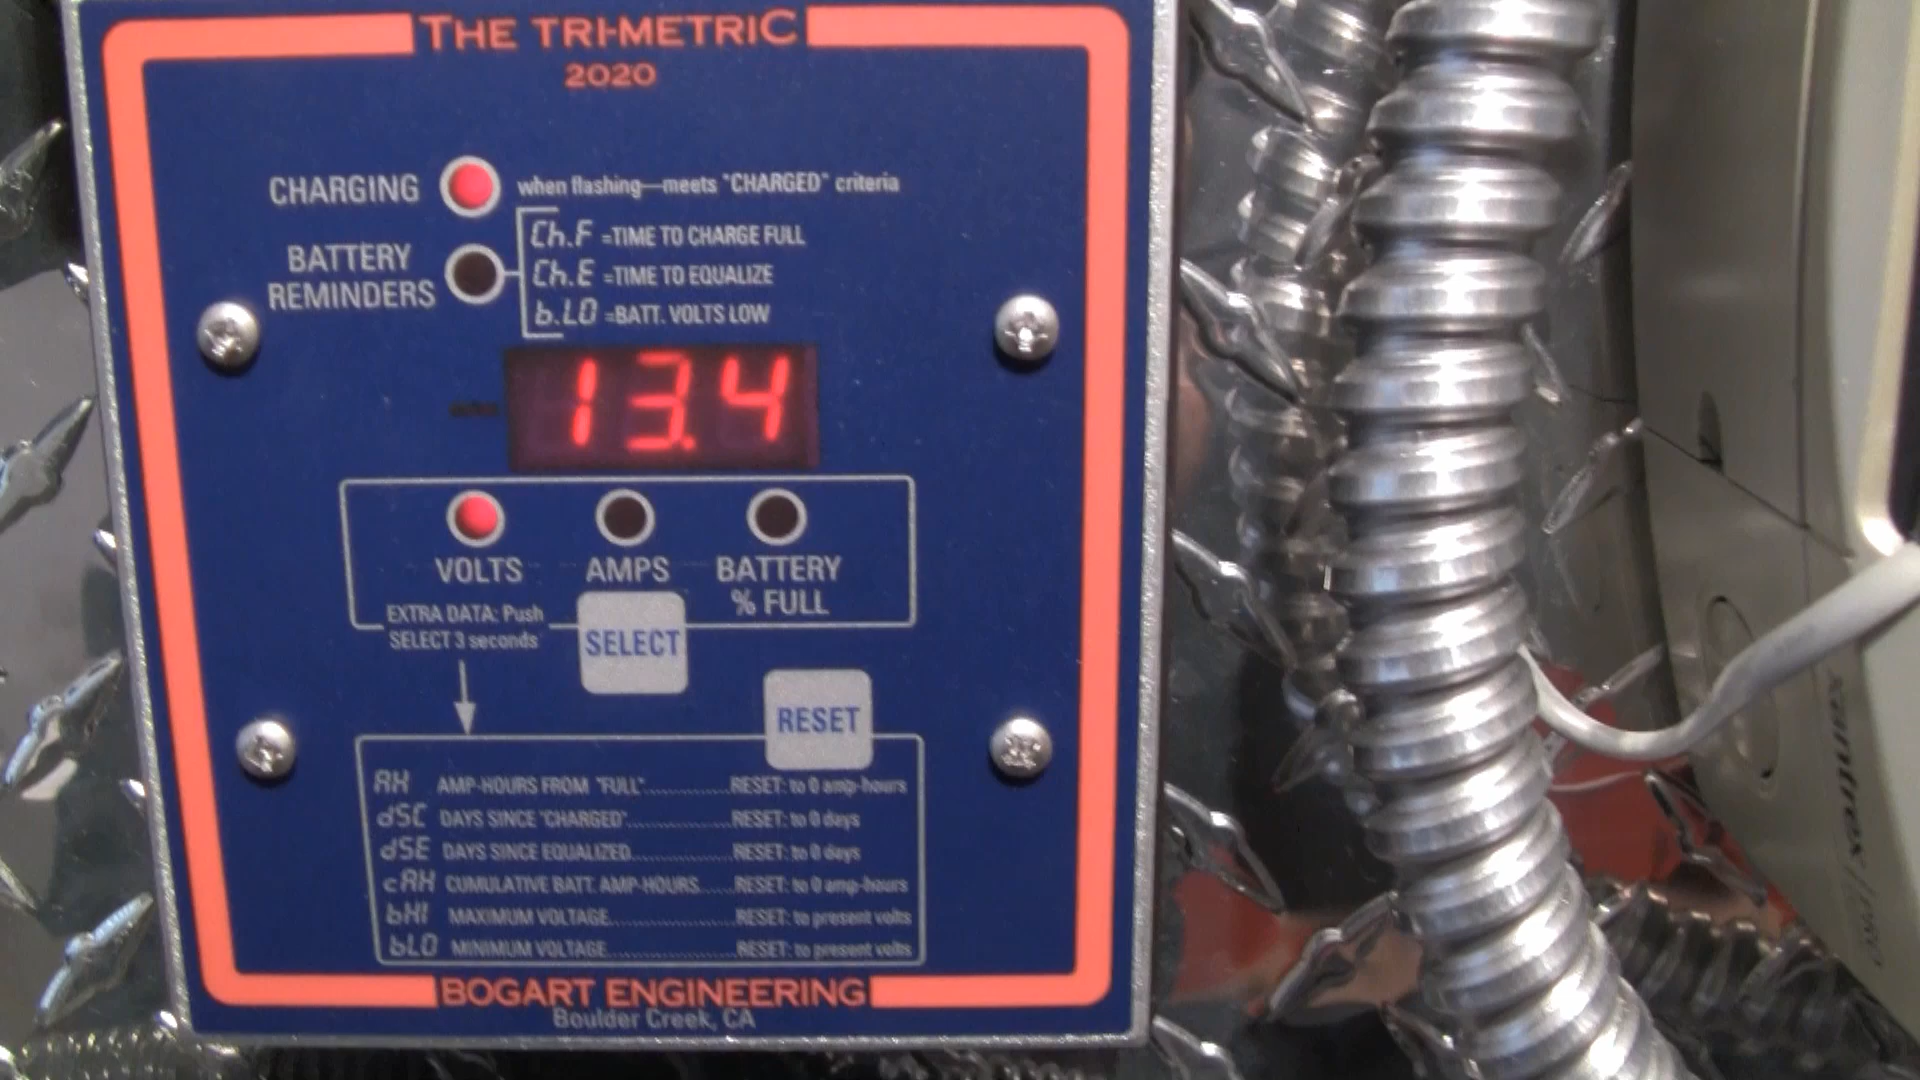 THE TRI-METRIC
2020
CHARGING
when flashing—meets "CHARGED" criteria
BATTERY
REMINDERS
Ch.F =TIME TO CHARGE FULL
Ch.E =TIME TO EQUALIZE
b.LO =BATT. VOLTS LOW
13.4
VOLTS AMPS BATTERY
% FULL
EXTRA DATA: Push
SELECT 3 seconds
SELECT
RESET
AH AMP-HOURS FROM "FULL"..............RESET: to 0 amp-hours
dSC DAYS SINCE "CHARGED"..............RESET: to 0 days
dSE DAYS SINCE EQUALIZED..............RESET: to 0 days
cAH CUMULATIVE BATT. AMP-HOURS......RESET: to 0 amp-hours
bHI MAXIMUM VOLTAGE..............RESET: to present volts
bLO MINIMUM VOLTAGE..............RESET: to present volts
BOGART ENGINEERING
Boulder Creek, CA
xantrex